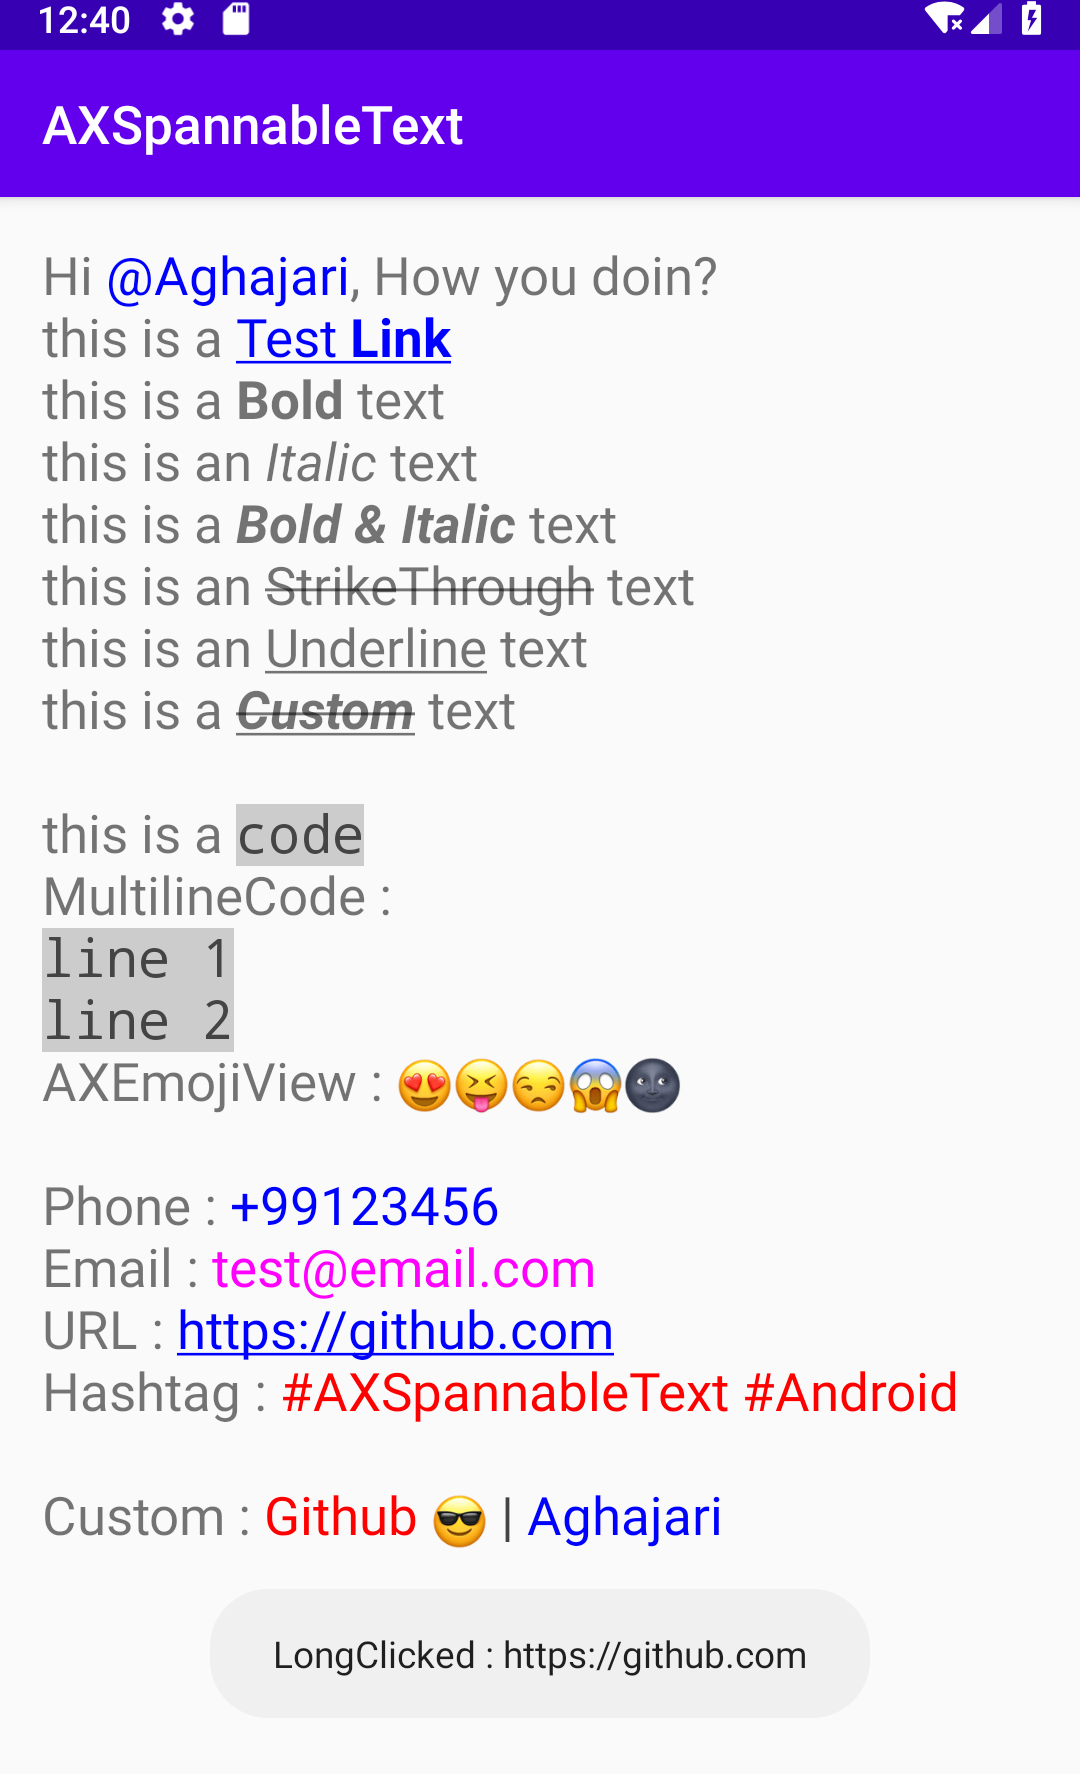 12:40
AXSpannableText
Hi @Aghajari, How you doin?
this is a Test Link
this is a Bold text
this is an Italic text
this is a Bold & Italic text
this is an StrikeThrough text
this is an Underline text
this is a Custom text
this is a code
MultilineCode :
line 1
line 2
AXEmojiView : 😍😝😒😱🌚
Phone : +99123456
Email : test@email.com
URL : https://github.com
Hashtag : #AXSpannableText #Android
Custom : Github 😎 | Aghajari
LongClicked : https://github.com